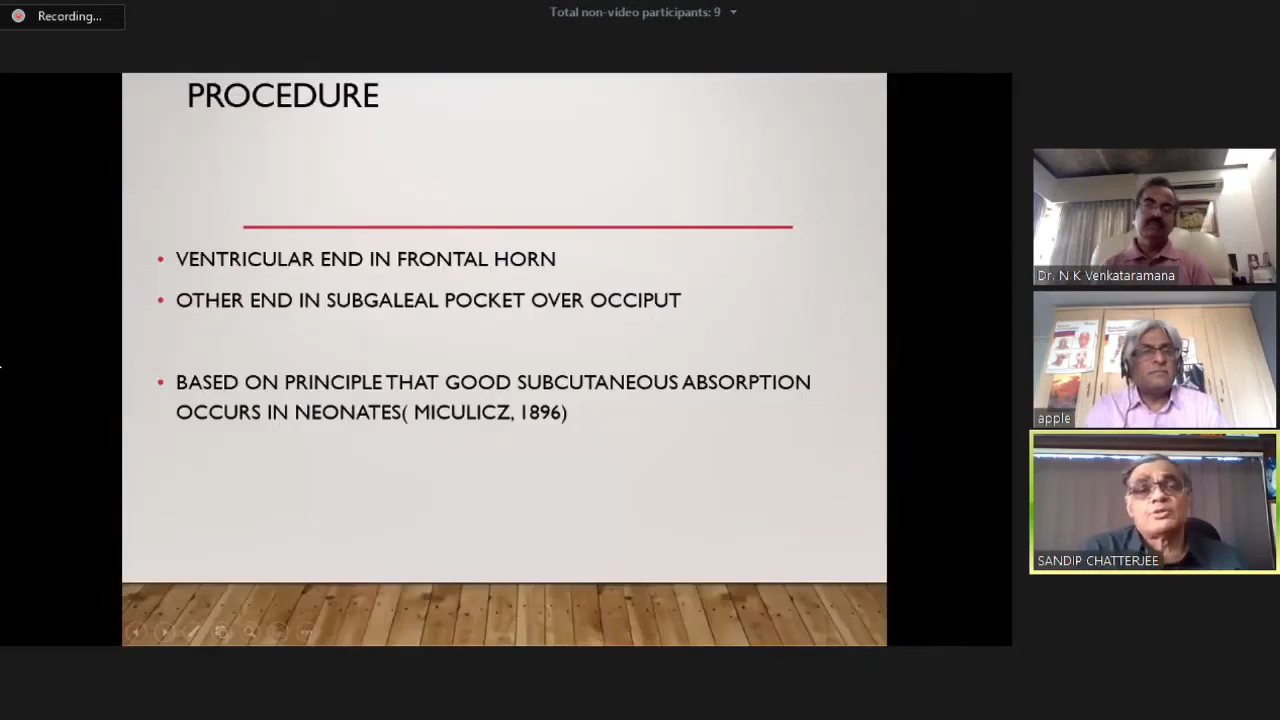 Recording...
Total non-video participants: 9
PROCEDURE
• VENTRICULAR END IN FRONTAL HORN
• OTHER END IN SUBGALEAL POCKET OVER OCCIPUT
• BASED ON PRINCIPLE THAT GOOD SUBCUTANEOUS ABSORPTION
OCCURS IN NEONATES( MICULICZ, 1896)
Dr. N K Venkataramana
apple
SANDIP CHATTERJEE